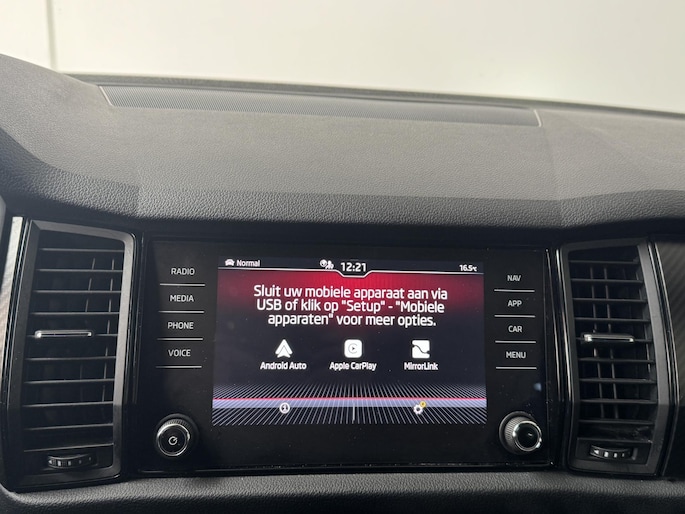 RADIO
MEDIA
PHONE
VOICE
Normal
12:21
16.5°C
Sluit uw mobiele apparaat aan via
USB of klik op "Setup" - "Mobiele
apparaten" voor meer opties.
Android Auto
Apple CarPlay
MirrorLink
NAV
APP
CAR
MENU